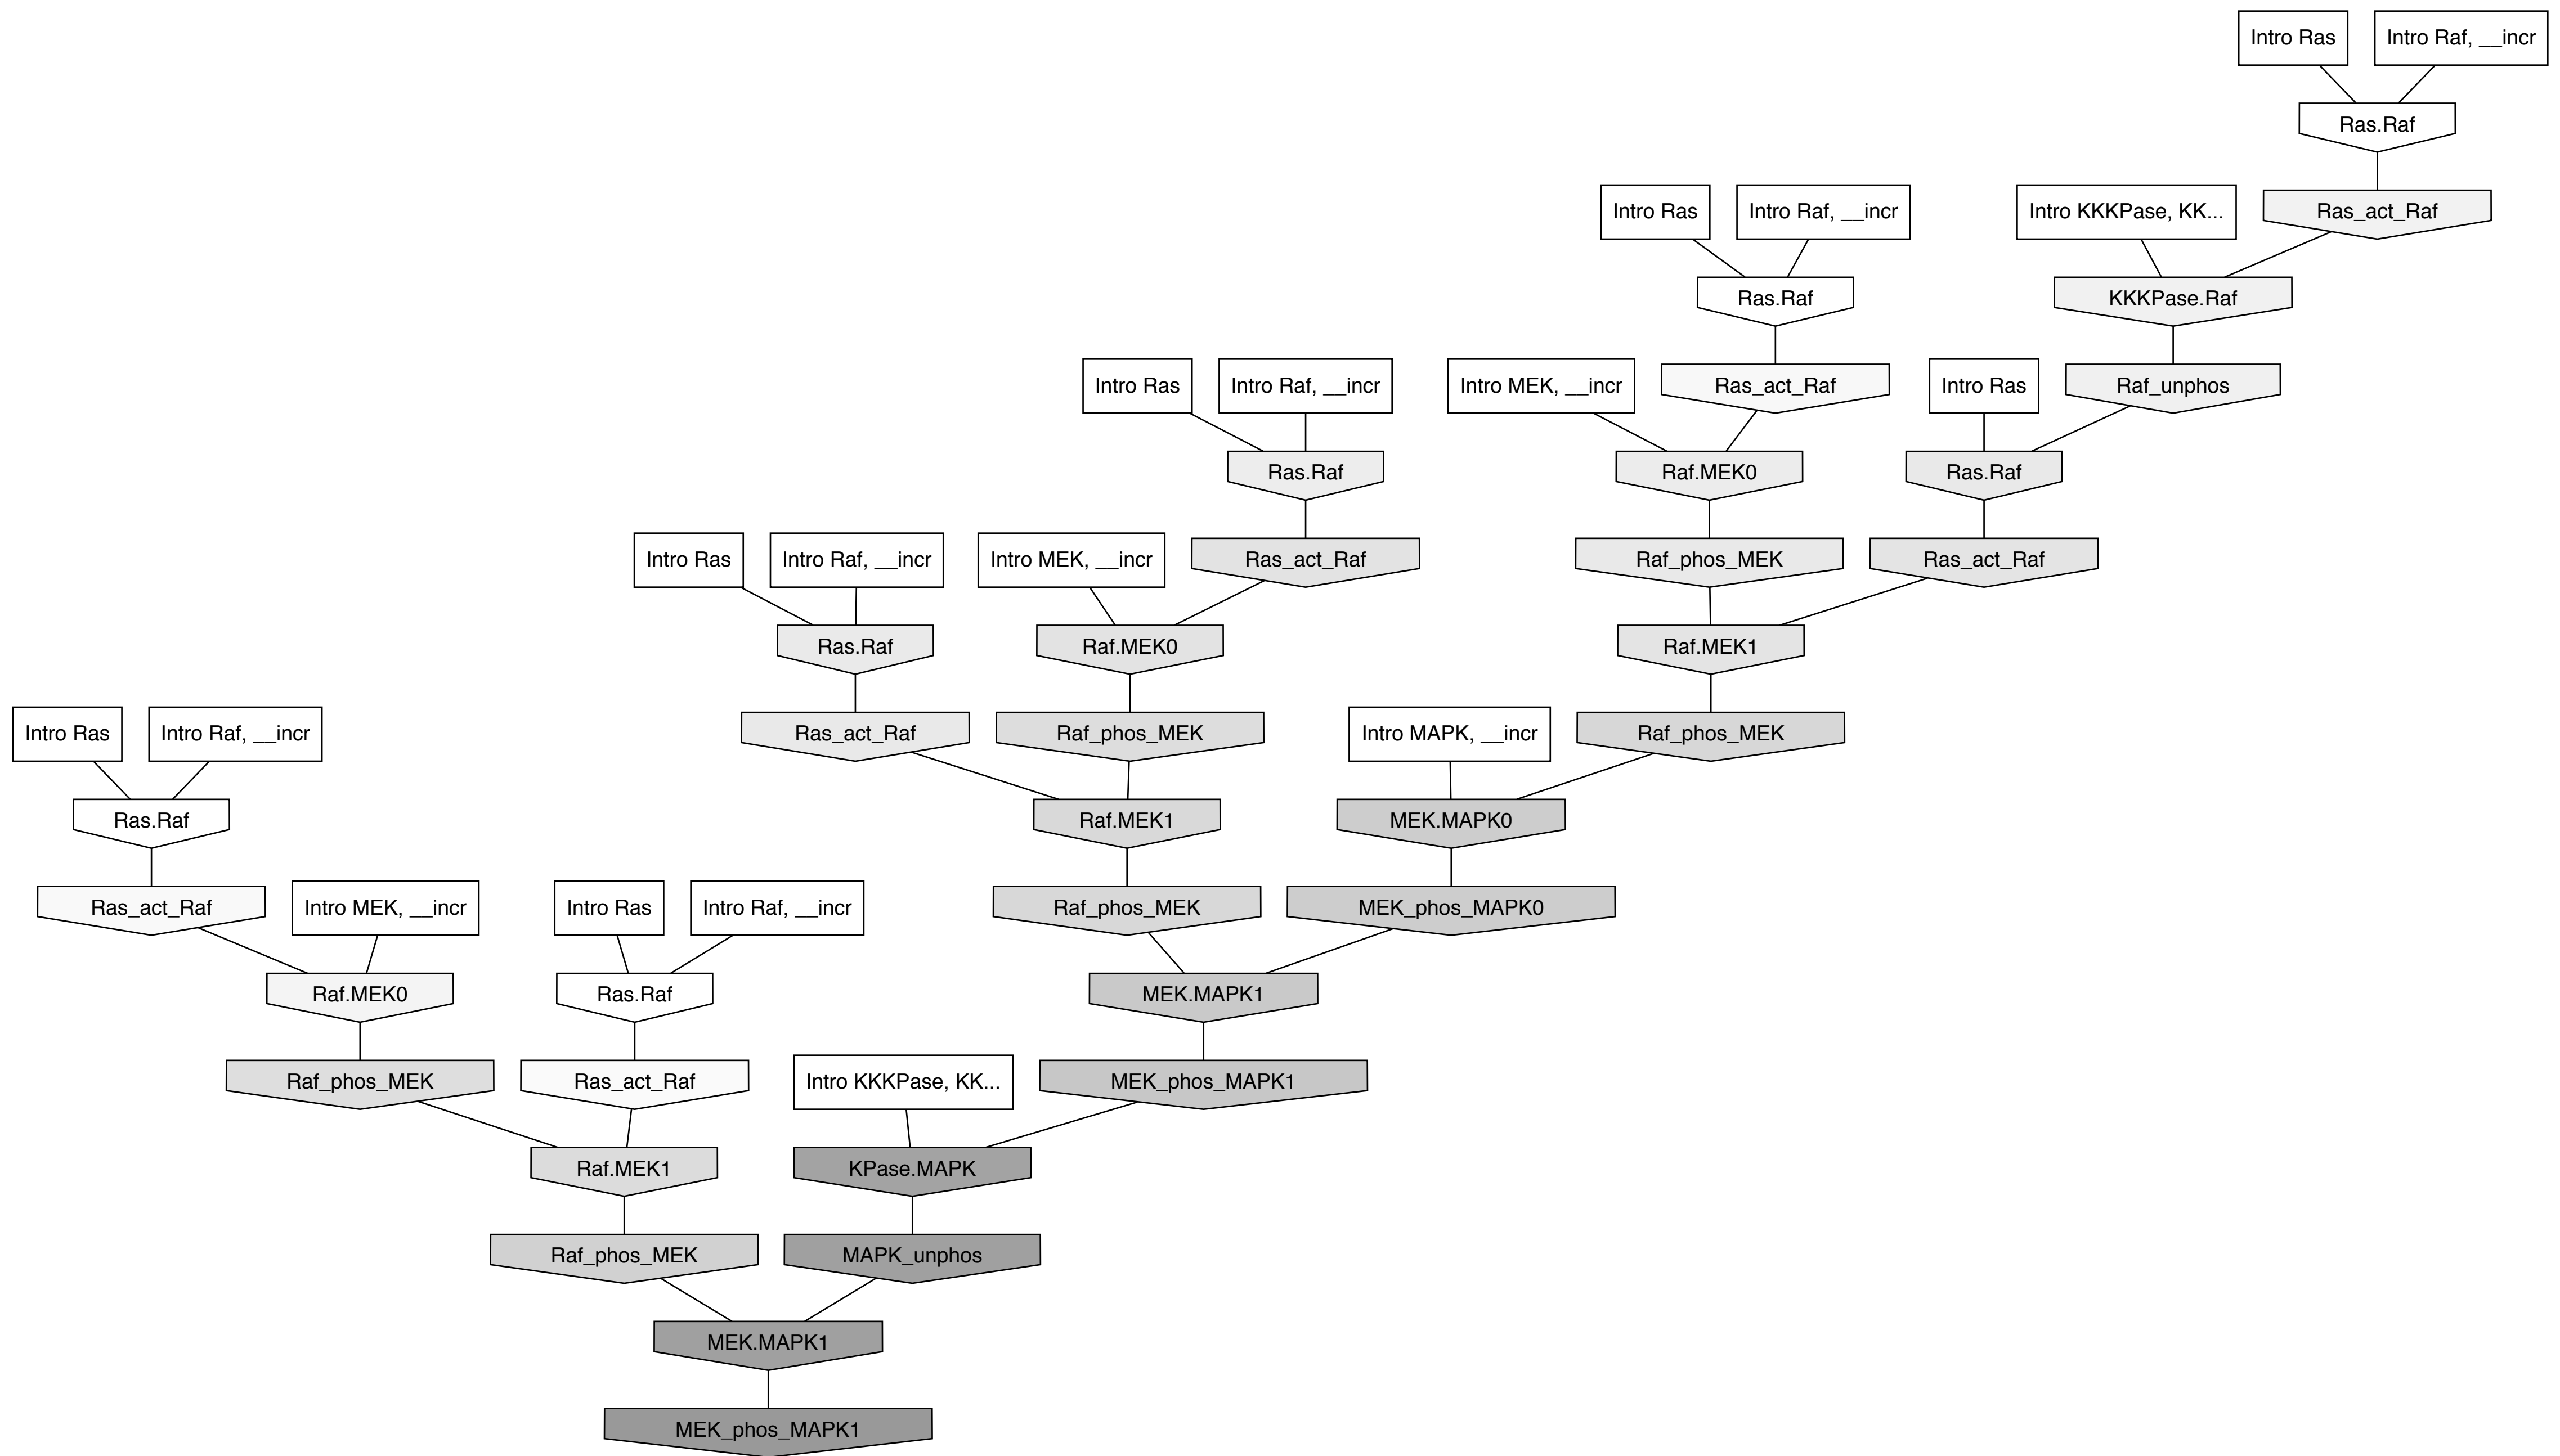 Intro Ras
Intro Raf, __incr
Ras.Raf
Intro Ras
Intro Raf, __incr
Intro KKKPase, KK...
Ras_act_Raf
Ras.Raf
KKKPase.Raf
Intro Ras
Intro Raf, __incr
Intro MEK, __incr
Ras_act_Raf
Intro Ras
Raf_unphos
Ras.Raf
Raf.MEK0
Ras.Raf
Intro Ras
Intro Raf, __incr
Intro MEK, __incr
Ras_act_Raf
Raf_phos_MEK
Ras_act_Raf
Ras.Raf
Raf.MEK0
Raf.MEK1
Intro Ras
Intro Raf, __incr
Ras_act_Raf
Raf_phos_MEK
Intro MAPK, __incr
Raf_phos_MEK
Ras.Raf
Raf.MEK1
MEK.MAPK0
Ras_act_Raf
Intro MEK, __incr
Intro Ras
Intro Raf, __incr
Raf_phos_MEK
MEK_phos_MAPK0
Raf.MEK0
Ras.Raf
MEK.MAPK1
Raf_phos_MEK
Ras_act_Raf
Intro KKKPase, KK...
MEK_phos_MAPK1
Raf.MEK1
KPase.MAPK
Raf_phos_MEK
MAPK_unphos
MEK.MAPK1
MEK_phos_MAPK1